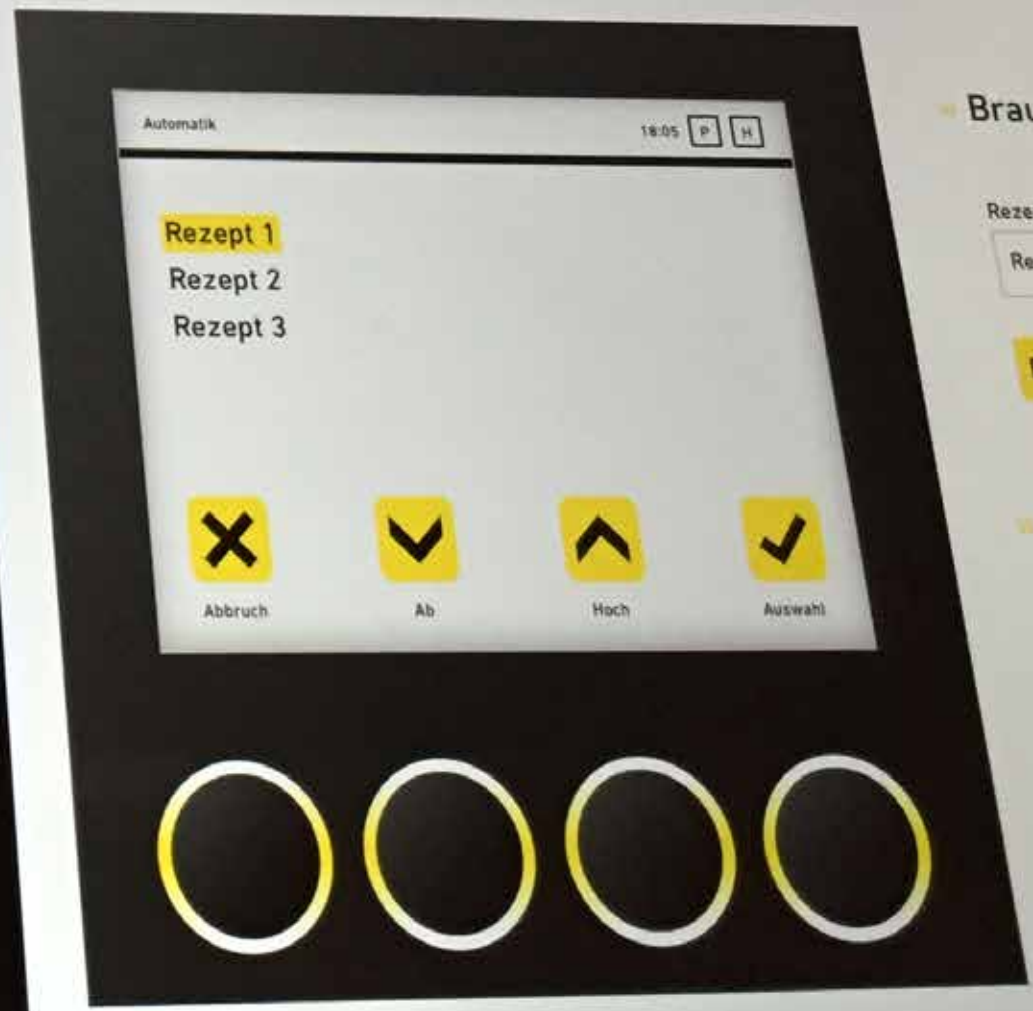 Automatik
18:05 P H
Rezept 1
Rezept 2
Rezept 3
Abbruch
Ab
Hoch
Auswahl